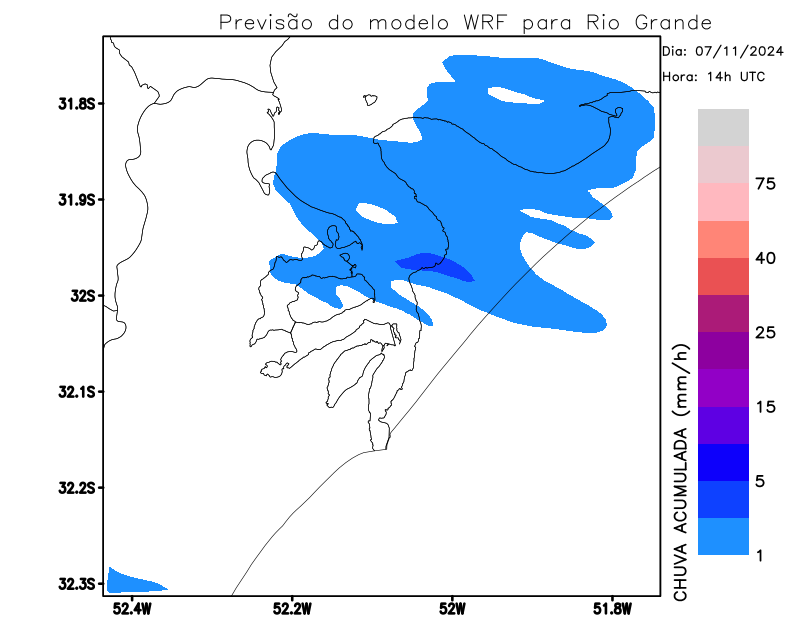 Previsão do modelo WRF para Rio Grande
Dia: 07/11/2024
Hora: 14h UTC
31.8S
31.9S
32S
32.1S
32.2S
32.3S
52.4W
52.2W
52W
51.8W
75
40
25
15
5
1
CHUVA ACUMULADA (mm/h)